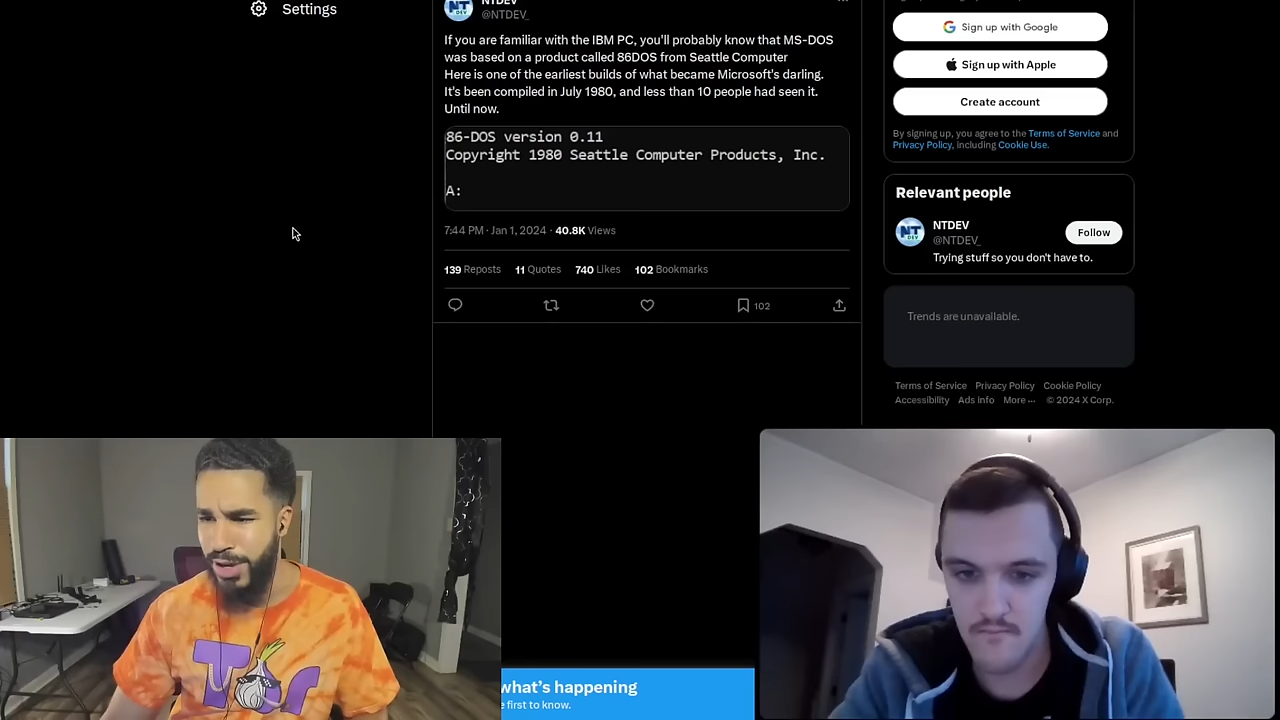 Settings
NTDEV
@NTDEV_
If you are familiar with the IBM PC, you'll probably know that MS-DOS
was based on a product called 86DOS from Seattle Computer
Here is one of the earliest builds of what became Microsoft's darling.
It's been compiled in July 1980, and less than 10 people had seen it.
Until now.
86-DOS version 0.11
Copyright 1980 Seattle Computer Products, Inc.
A:
7:44 PM · Jan 1, 2024 · 40.8K Views
139 Reposts 11 Quotes 740 Likes 102 Bookmarks
102
Sign up with Google
Sign up with Apple
Create account
By signing up, you agree to the Terms of Service and
Privacy Policy, including Cookie Use.
Relevant people
NT
DEV
NTDEV
@NTDEV_
Follow
Trying stuff so you don't have to.
Trends are unavailable.
Terms of Service Privacy Policy Cookie Policy
Accessibility Ads info More ··· © 2024 X Corp.
what's happening
first to know.
Tor